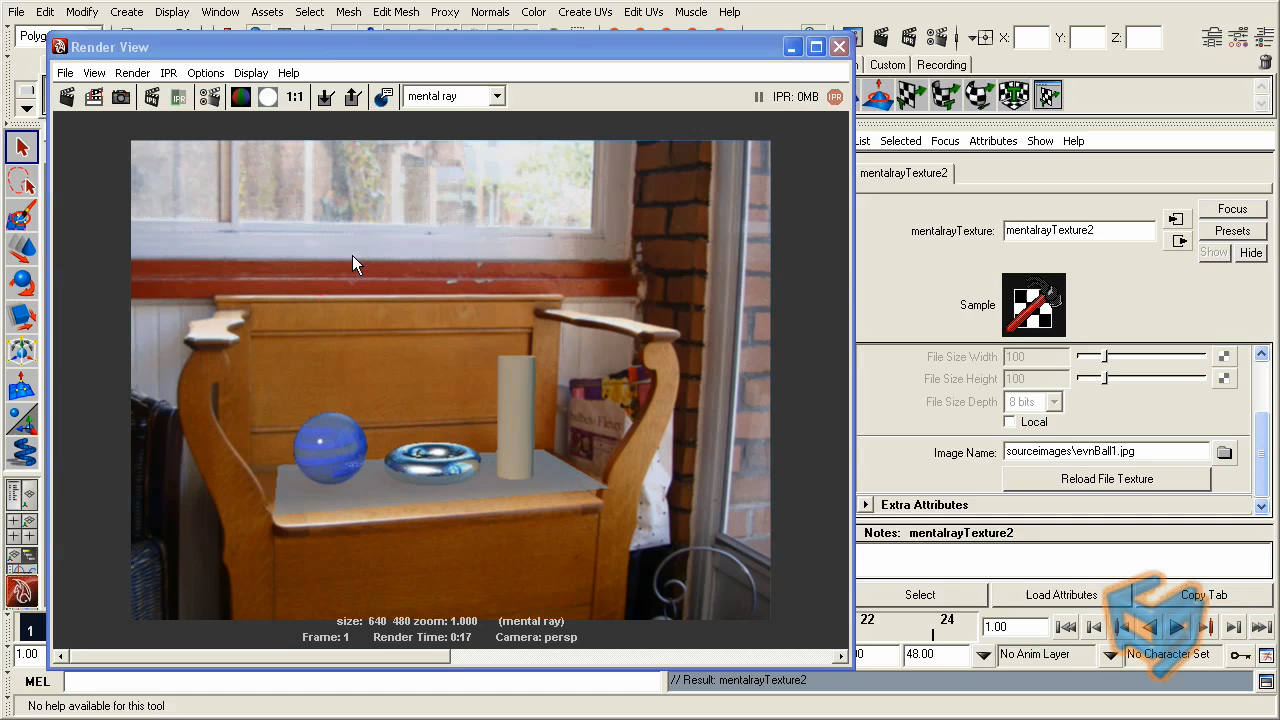 File Modify Create Display Window Assets Select Mesh Edit Mesh Proxy Normals Color Create UVs Edit UVs Muscle Help
Polyg
X: Y: Z:
Render View
Custom Recording
File View Render IPR Options Display Help
1:1 IPR mental ray IPR: 0MB IPR
List Selected Focus Attributes Show Help
mentalrayTexture2
mentalrayTexture: mentalrayTexture2
Focus
Presets
Show Hide
Sample
File Size Width 100
File Size Height 100
File Size Depth 8 bits
Local
Image Name: sourceimages\evnBall1.jpg
Reload File Texture
Extra Attributes
Notes: mentalrayTexture2
Select Load Attributes Copy Tab
size: 640 480 zoom: 1.000 (mental ray)
Frame: 1 Render Time: 0:17 Camera: persp
1 22 24 1.00
1.00 00 48.00 No Anim Layer No Character Set
MEL // Result: mentalrayTexture2
No help available for this tool